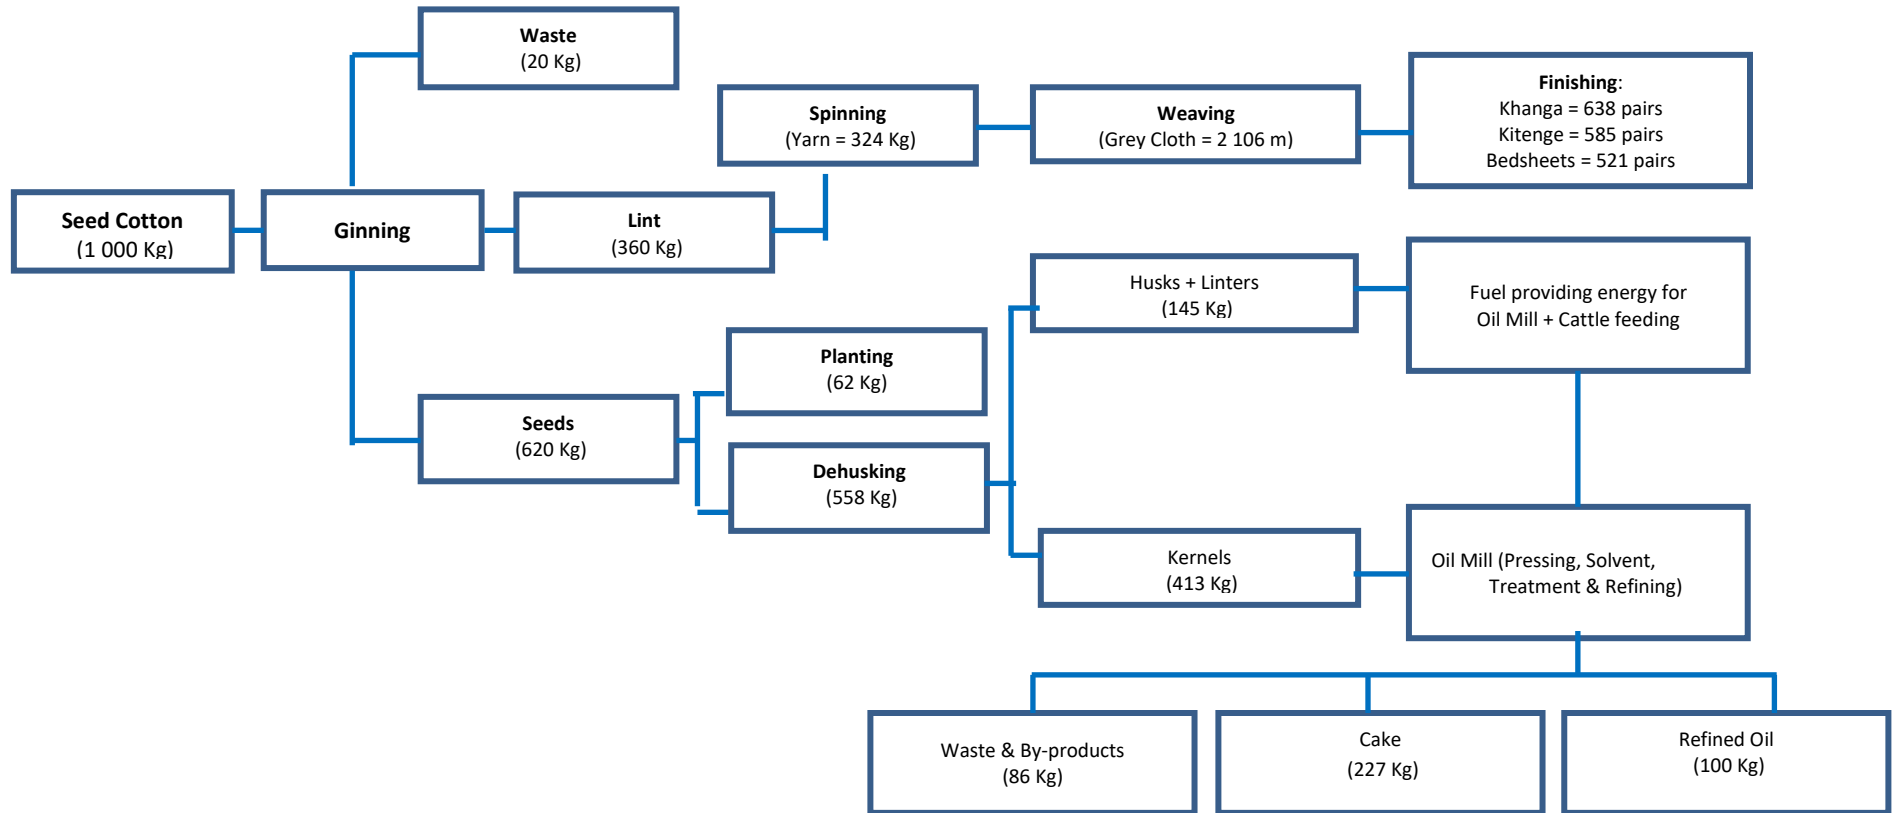 Waste
(20 Kg)
Spinning
(Yarn = 324 Kg)
Weaving
(Grey Cloth = 2 106 m)
Finishing:
Khanga = 638 pairs
Kitenge = 585 pairs
Bedsheets = 521 pairs
Seed Cotton
(1 000 Kg)
Ginning
Lint
(360 Kg)
Husks + Linters
(145 Kg)
Fuel providing energy for
Oil Mill + Cattle feeding
Planting
(62 Kg)
Seeds
(620 Kg)
Dehusking
(558 Kg)
Kernels
(413 Kg)
Oil Mill (Pressing, Solvent,
Treatment & Refining)
Waste & By-products
(86 Kg)
Cake
(227 Kg)
Refined Oil
(100 Kg)